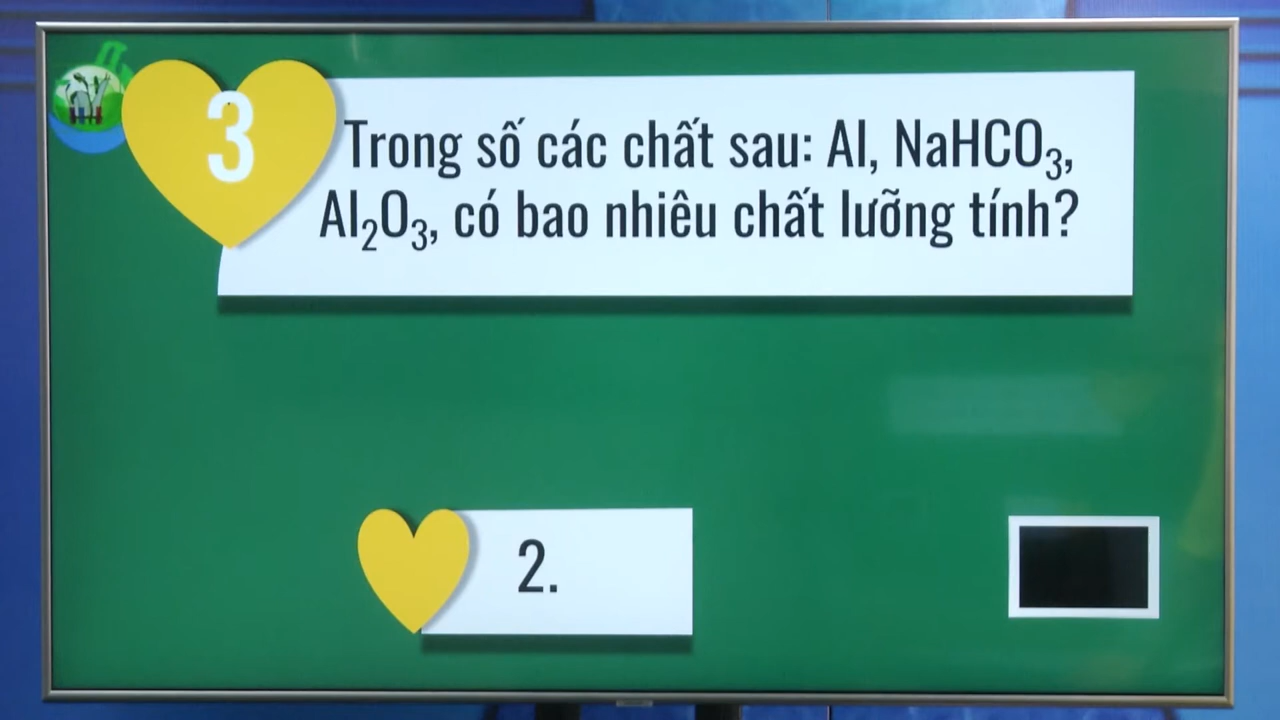 3
Trong số các chất sau: Al, NaHCO₃,
Al₂O₃, có bao nhiêu chất lưỡng tính?
2.